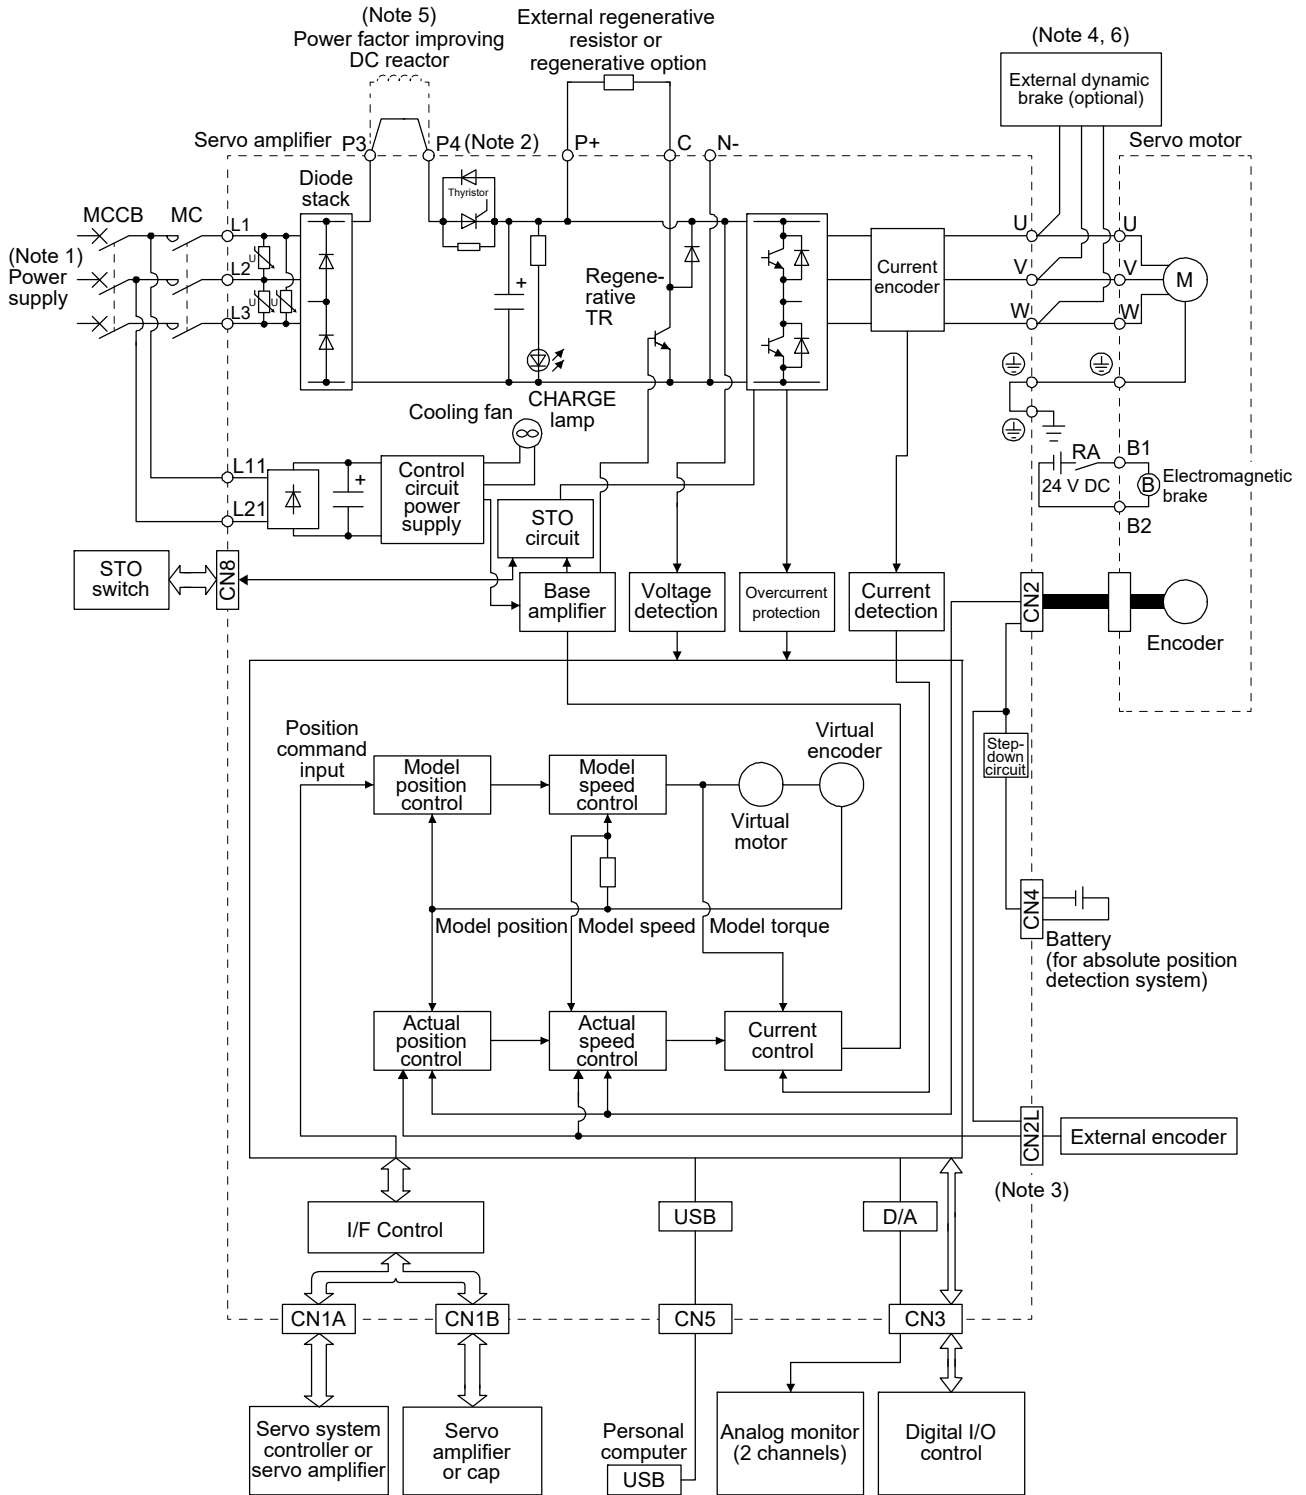 (Note 5)
Power factor improving
DC reactor
External regenerative
resistor or
regenerative option
(Note 4, 6)
External dynamic
brake (optional)
Servo amplifier
P3
P4
(Note 2)
P+
C
N-
Servo motor
Diode
stack
Thyristor
MCCB
MC
L1
(Note 1)
Power
supply
L2
L3
U
U
U
+
Regene-
rative
TR
Current
encoder
U
V
W
U
V
W
M
CHARGE
lamp
Cooling fan
L11
L21
+
Control
circuit
power
supply
STO
circuit
RA
24 V DC
B1
B
B2
Electromagnetic
brake
STO
switch
CN8
Base
amplifier
Voltage
detection
Overcurrent
protection
Current
detection
CN2
Encoder
Position
command
input
Model
position
control
Model
speed
control
Virtual
motor
Virtual
encoder
Step-
down
circuit
Model position
Model speed
Model torque
CN4
Battery
(for absolute position
detection system)
Actual
position
control
Actual
speed
control
Current
control
CN2L
External encoder
(Note 3)
I/F Control
USB
D/A
CN1A
CN1B
CN5
CN3
Servo system
controller or
servo amplifier
Servo
amplifier
or cap
Personal
computer
USB
Analog monitor
(2 channels)
Digital I/O
control